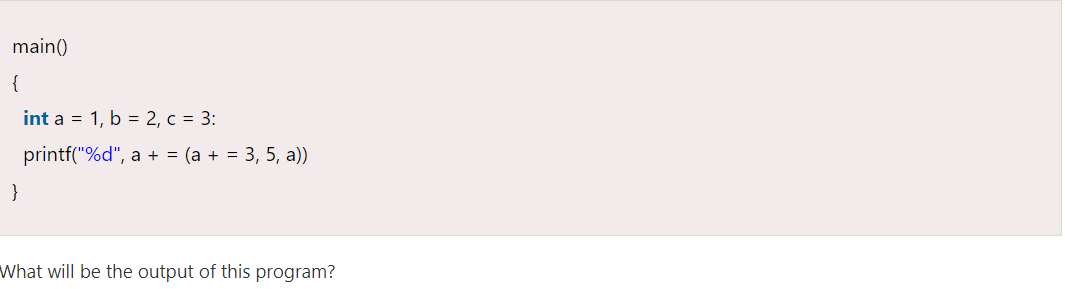 main()
{
int a = 1, b = 2, c = 3:
printf("%d", a + = (a + = 3, 5, a))
}
What will be the output of this program?